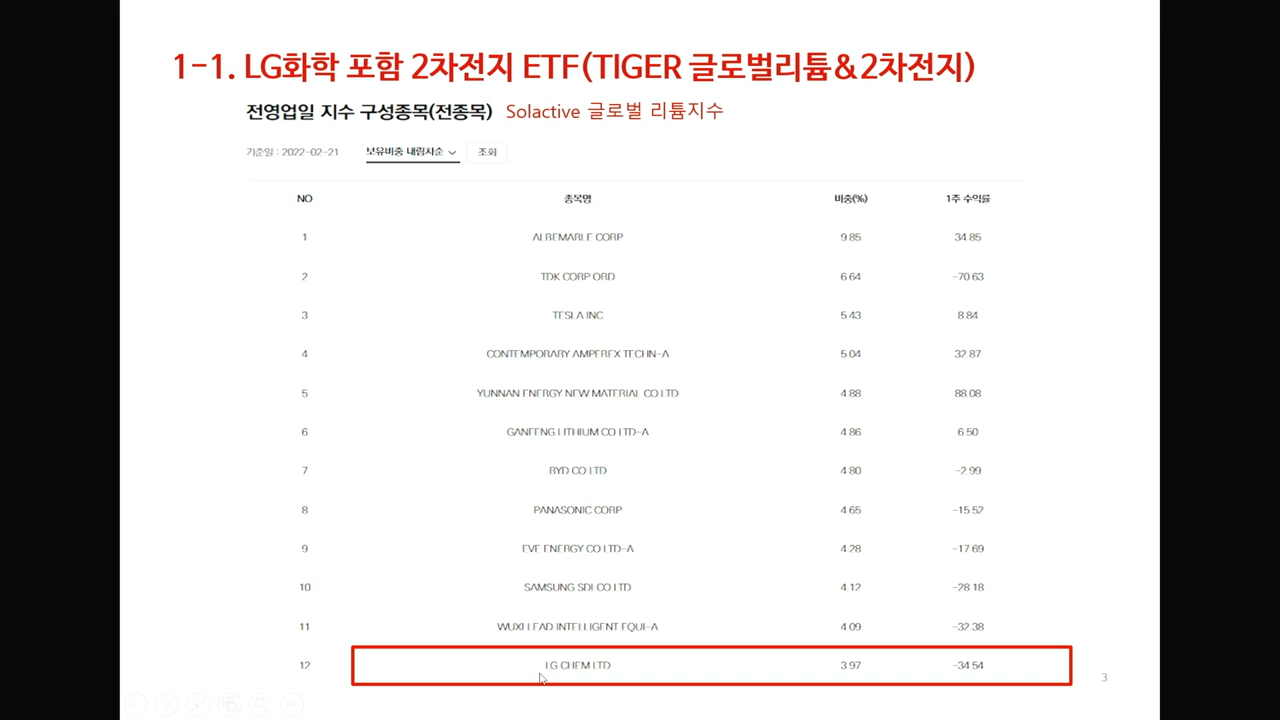 1-1. LG화학 포함 2차전지 ETF(TIGER 글로벌리튬&2차전지)
전영업일 지수 구성종목(전종목) Solactive 글로벌 리튬지수
기준일 : 2022-02-21 보유비중 내림차순 조회
NO 종목명 비중(%) 1주 수익률
1 ALBEMARLE CORP 9.85 34.85
2 TDK CORP ORD 6.64 -70.63
3 TESLA INC 5.43 8.84
4 CONTEMPORARY AMPEREX TECHN-A 5.04 32.87
5 YUNNAN ENERGY NEW MATERIAL CO LTD 4.88 88.08
6 GANFENG LITHIUM CO LTD-A 4.86 6.50
7 BYD CO LTD 4.80 -2.99
8 PANASONIC CORP 4.65 -15.52
9 EVE ENERGY CO LTD-A 4.28 -17.69
10 SAMSUNG SDI CO LTD 4.12 -28.18
11 WUXI LEAD INTELLIGENT EQUI-A 4.09 -32.38
12 LG CHEM LTD 3.97 -34.54
3